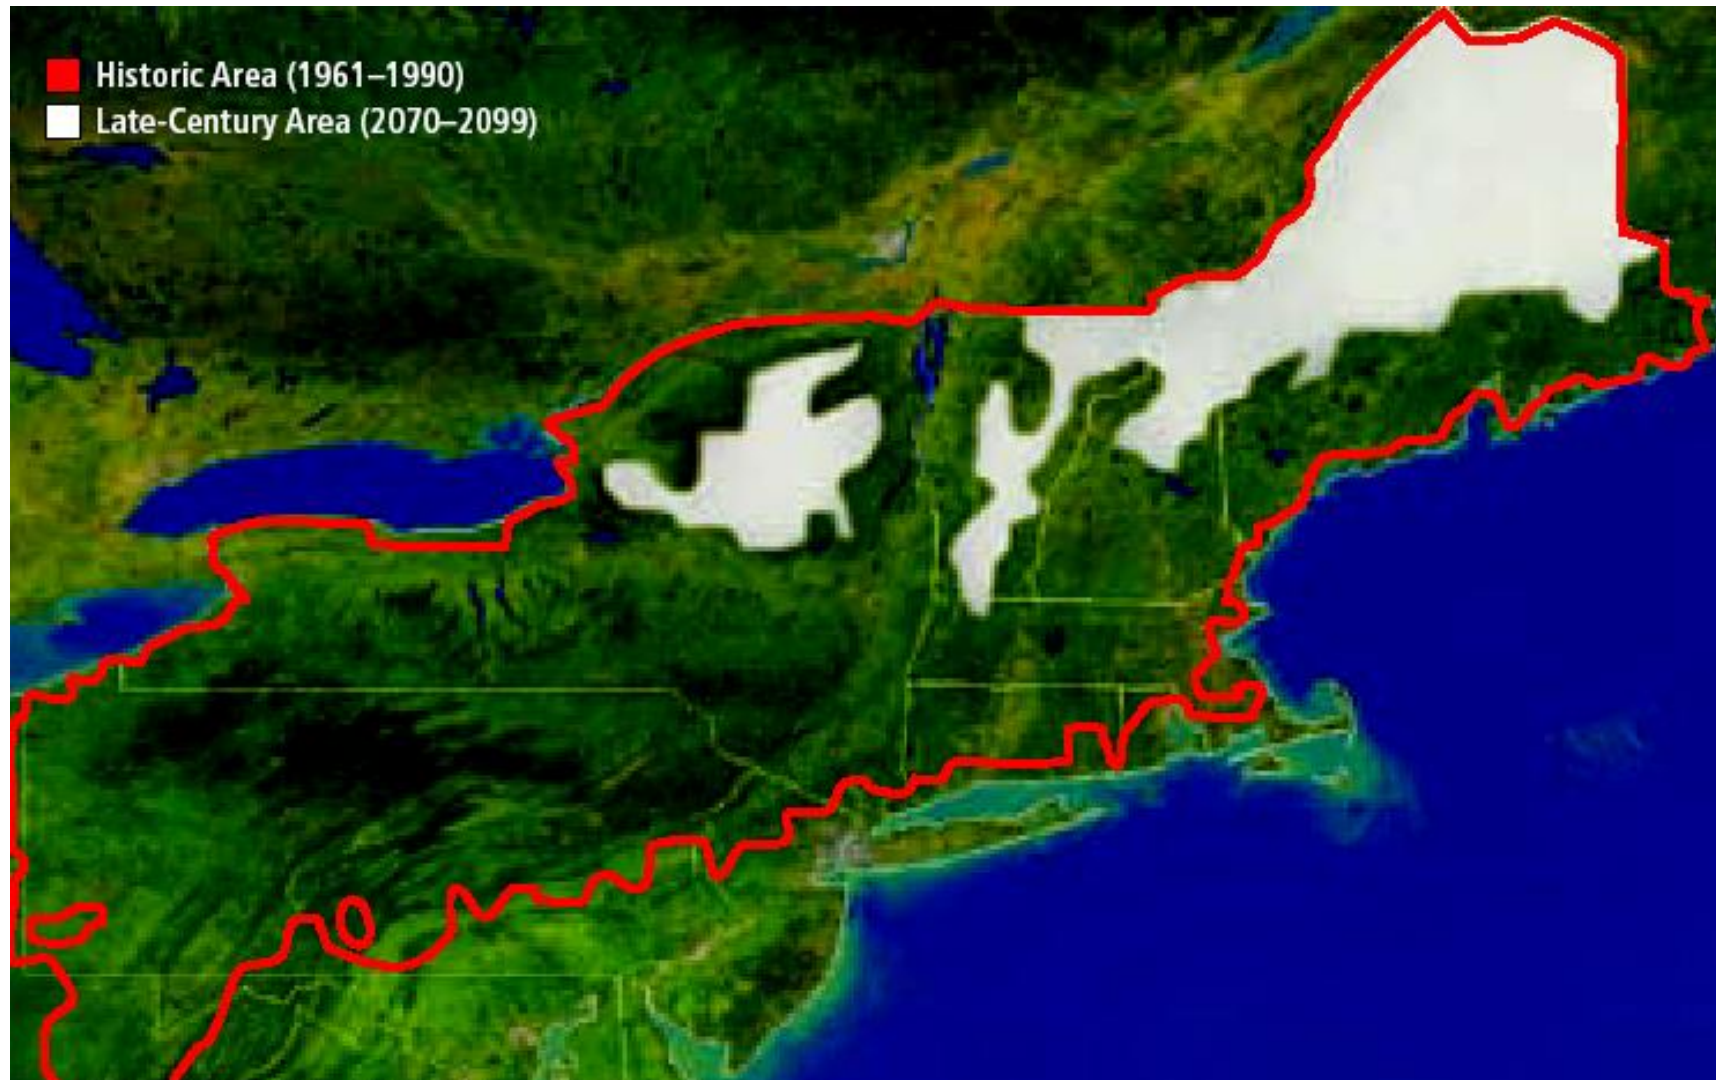 Historic Area (1961–1990)
Late-Century Area (2070–2099)